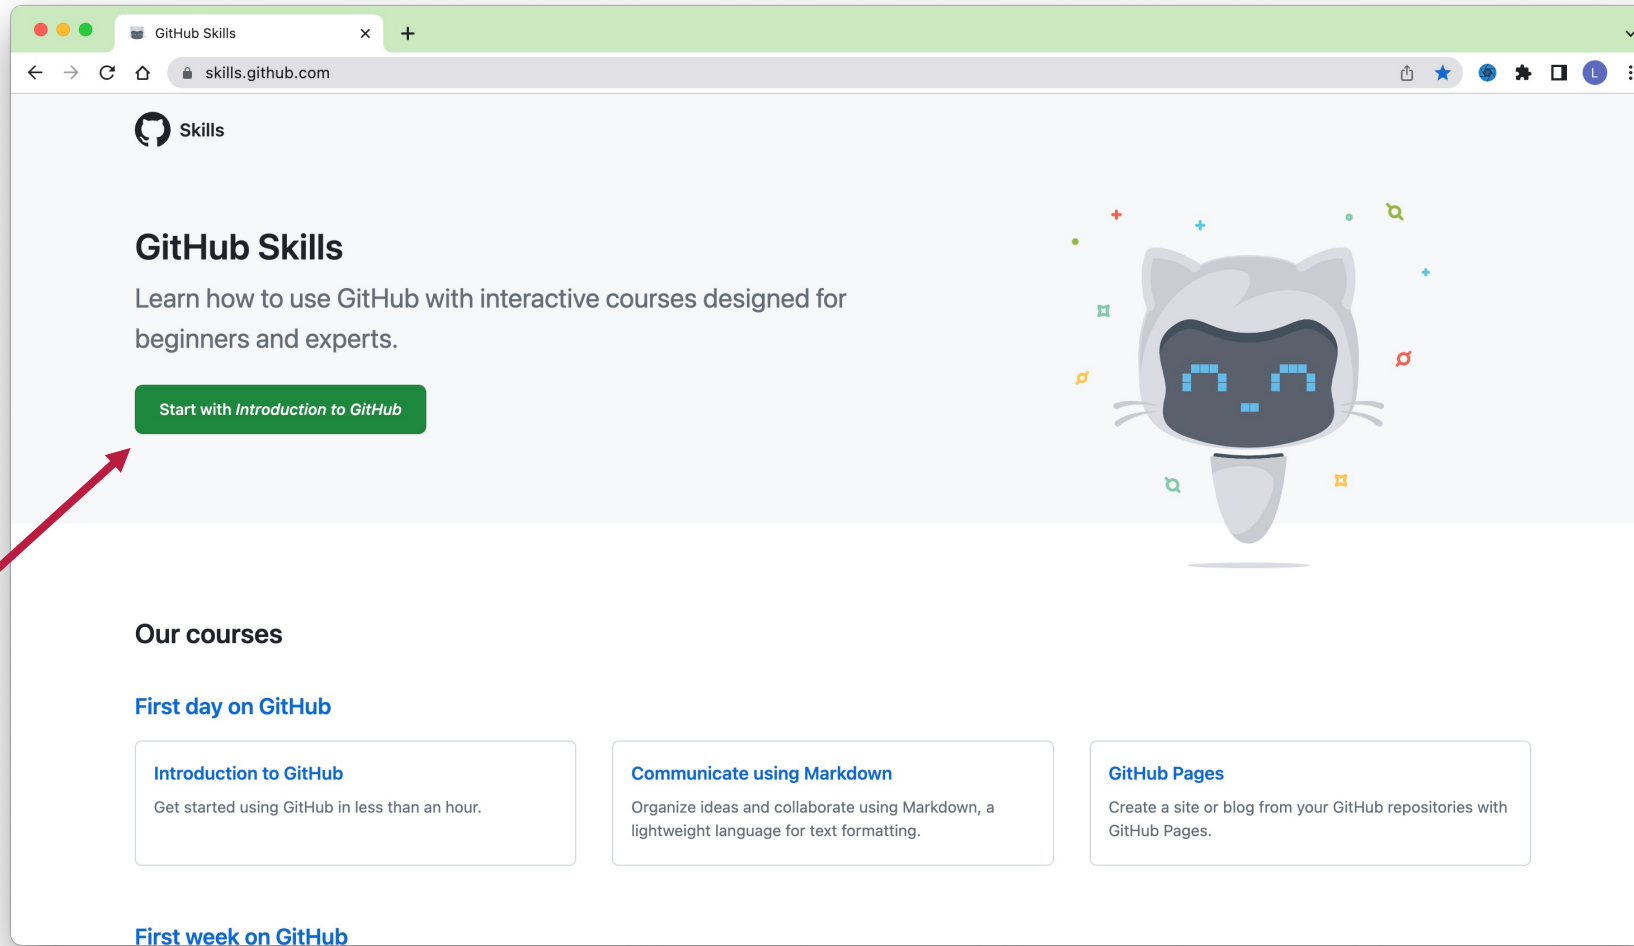 GitHub Skills
skills.github.com
L
Skills
GitHub Skills
Learn how to use GitHub with interactive courses designed for
beginners and experts.
Start with Introduction to GitHub
Our courses
First day on GitHub
Introduction to GitHub
Get started using GitHub in less than an hour.
Communicate using Markdown
Organize ideas and collaborate using Markdown, a
lightweight language for text formatting.
GitHub Pages
Create a site or blog from your GitHub repositories with
GitHub Pages.
First week on GitHub